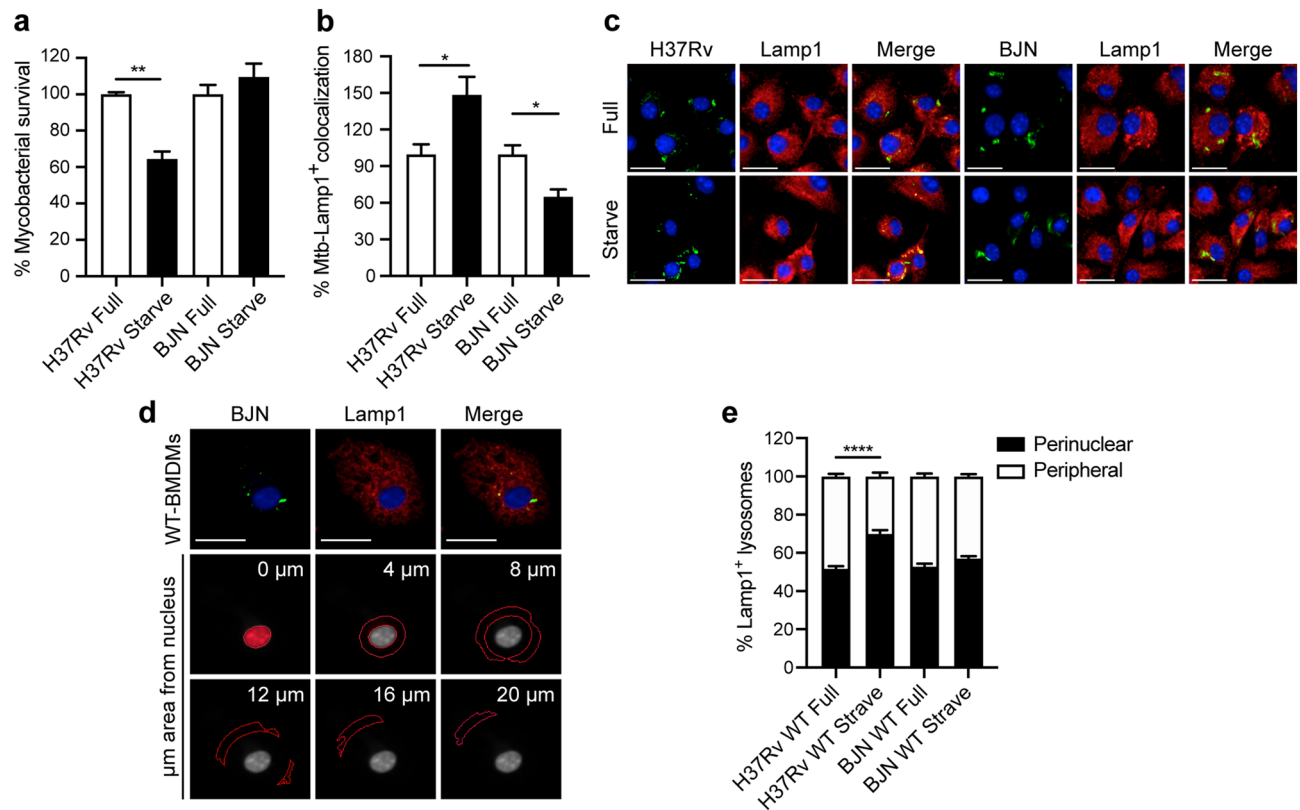 a
% Mycobacterial survival
120
100
80
60
40
20
0
**
H37Rv Full
H37Rv Starve
BJN Full
BJN Starve
b
% Mtb-Lamp1+ colocalization
180
150
120
90
60
30
0
*
*
H37Rv Full
H37Rv Starve
BJN Full
BJN Starve
c
H37Rv Lamp1 Merge BJN Lamp1 Merge
Full
Starve
d
BJN Lamp1 Merge
WT-BMDMs
µm area from nucleus
0 µm 4 µm 8 µm
12 µm 16 µm 20 µm
e
% Lamp1+ lysosomes
120
100
80
60
40
20
0
****
Perinuclear
Peripheral
H37Rv WT Full
H37Rv WT Strave
BJN WT Full
BJN WT Strave